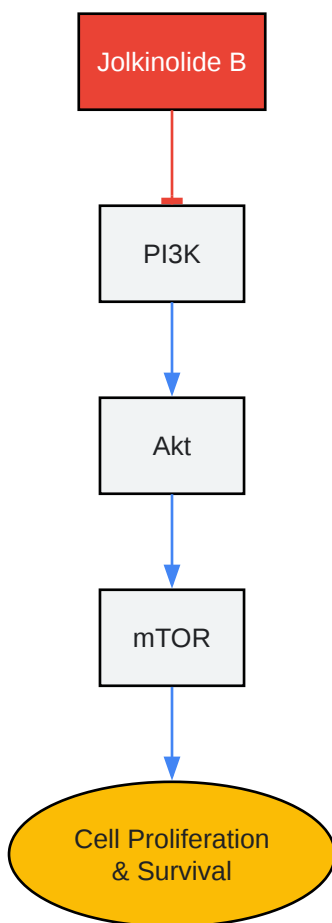 Jolkinolide B
PI3K
Akt
mTOR
Cell Proliferation
& Survival